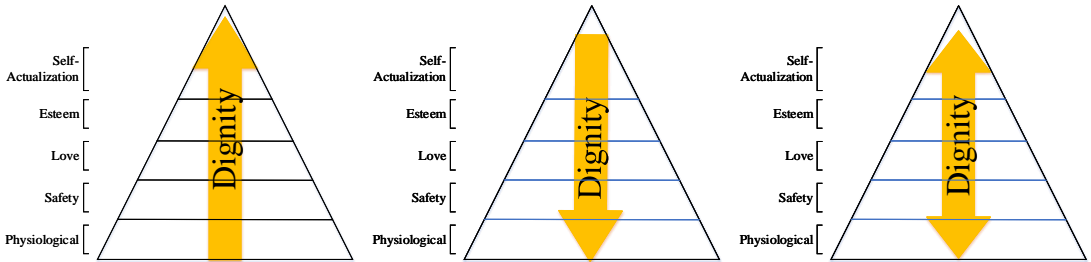 Self-
Actualization
Esteem
Love
Safety
Physiological
Dignity
Self-
Actualization
Esteem
Love
Safety
Physiological
Dignity
Self-
Actualization
Esteem
Love
Safety
Physiological
Dignity